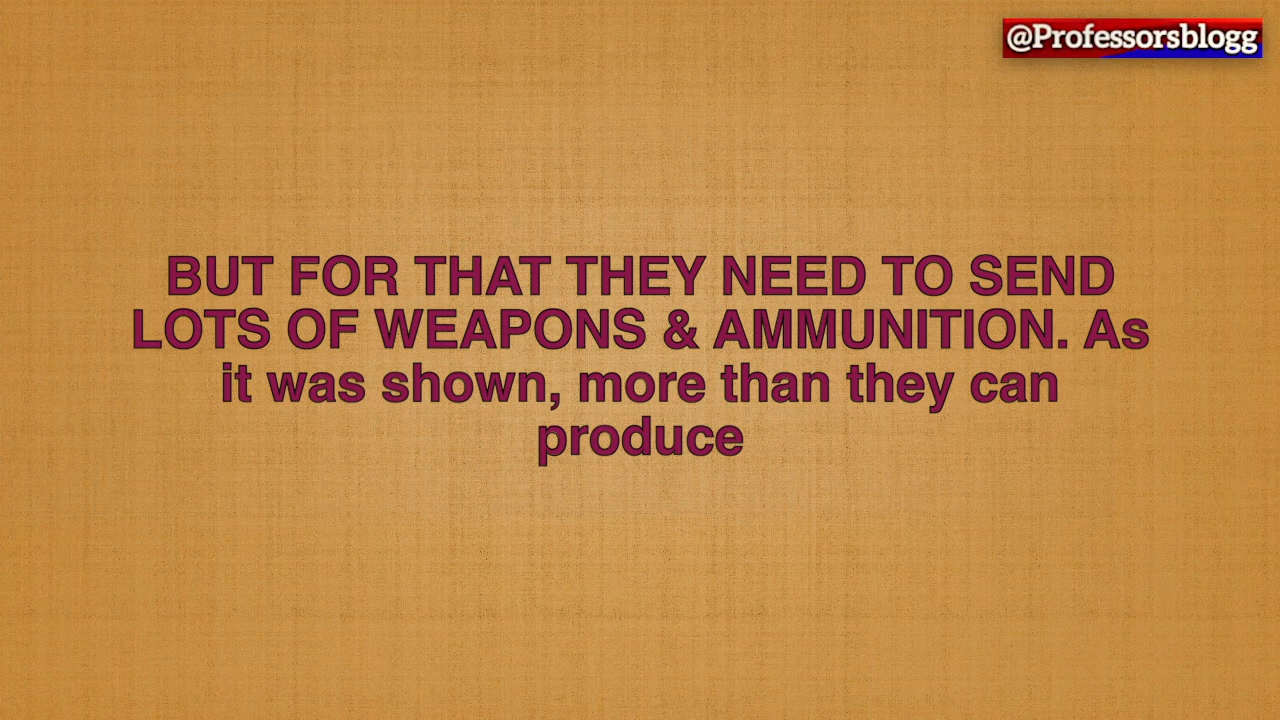 @Professorsblogg
BUT FOR THAT THEY NEED TO SEND
LOTS OF WEAPONS & AMMUNITION. As
it was shown, more than they can
produce